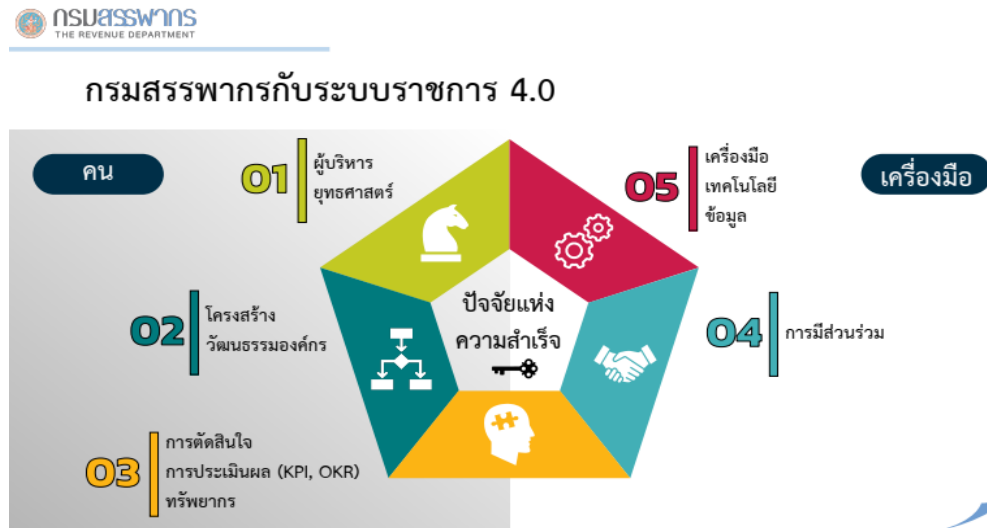 กรมสรรพากร
THE REVENUE DEPARTMENT
กรมสรรพากรกับระบบราชการ 4.0
คน
01
ผู้บริหาร
ยุทธศาสตร์
05
เครื่องมือ
เทคโนโลยี
ข้อมูล
เครื่องมือ
02
โครงสร้าง
วัฒนธรรมองค์กร
ปัจจัยแห่ง
ความสำเร็จ
04
การมีส่วนร่วม
03
การตัดสินใจ
การประเมินผล (KPI, OKR)
ทรัพยากร